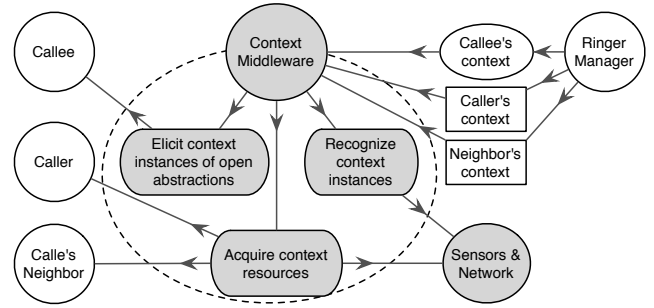 Callee
Context
Middleware
Callee's
context
Ringer
Manager
Caller's
context
Caller
Elicit context
instances of open
abstractions
Recognize
context
instances
Neighbor's
context
Calle's
Neighbor
Acquire context
resources
Sensors &
Network